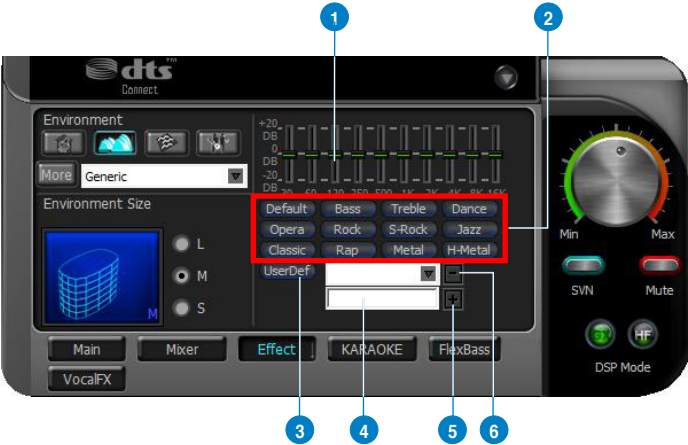 1 2
dts™
Connect
Environment
+20
DB
0
DB
-20
DB 30 60 120 250 500 1K 2K 4K 8K 16K
More Generic
Environment Size
Default Bass Treble Dance
Opera Rock S-Rock Jazz
Classic Rap Metal H-Metal
UserDef
L
M
S
M
Min Max
SVN Mute
HF
DSP Mode
Main Mixer Effect KARAOKE FlexBass
VocalFX
3 4 5 6